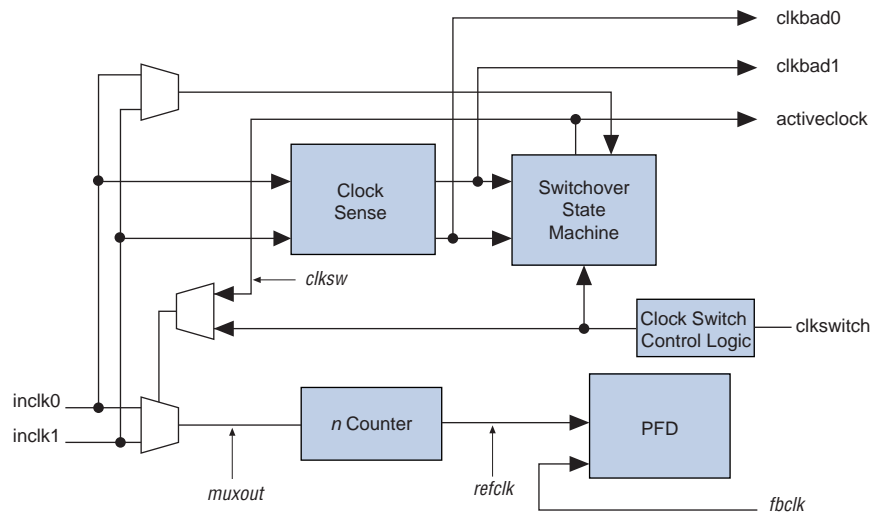 clkbad0
clkbad1
activeclock
Clock
Sense
Switchover
State
Machine
clksw
Clock Switch
Control Logic
clkswitch
inclk0
inclk1
n Counter
PFD
muxout
refclk
fbclk